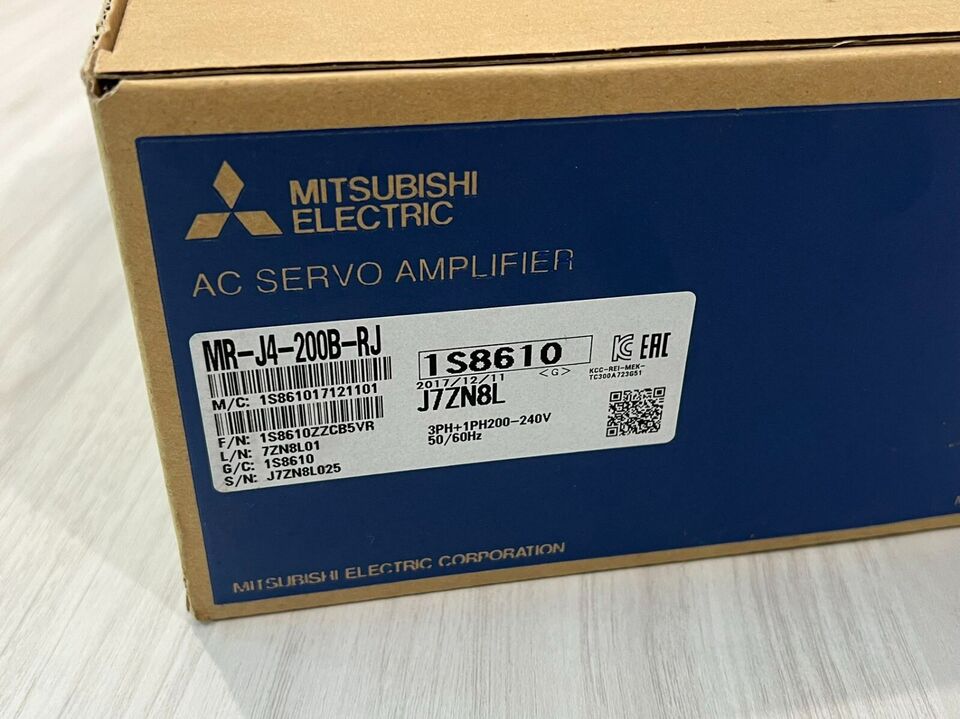 MITSUBISHI
ELECTRIC
AC SERVO AMPLIFIER
MR-J4-200B-RJ
M/C: 1S861017121101
F/N: 1S8610ZZCB5VR
L/N: 7ZN8L01
G/C: 1S8610
S/N: J7ZN8L025
1S8610
2017/12/11 <G>
J7ZN8L
3PH+1PH200-240V
50/60Hz
EAC
KCC-REI-MEK-
TC300A723G51
MITSUBISHI ELECTRIC CORPORATION